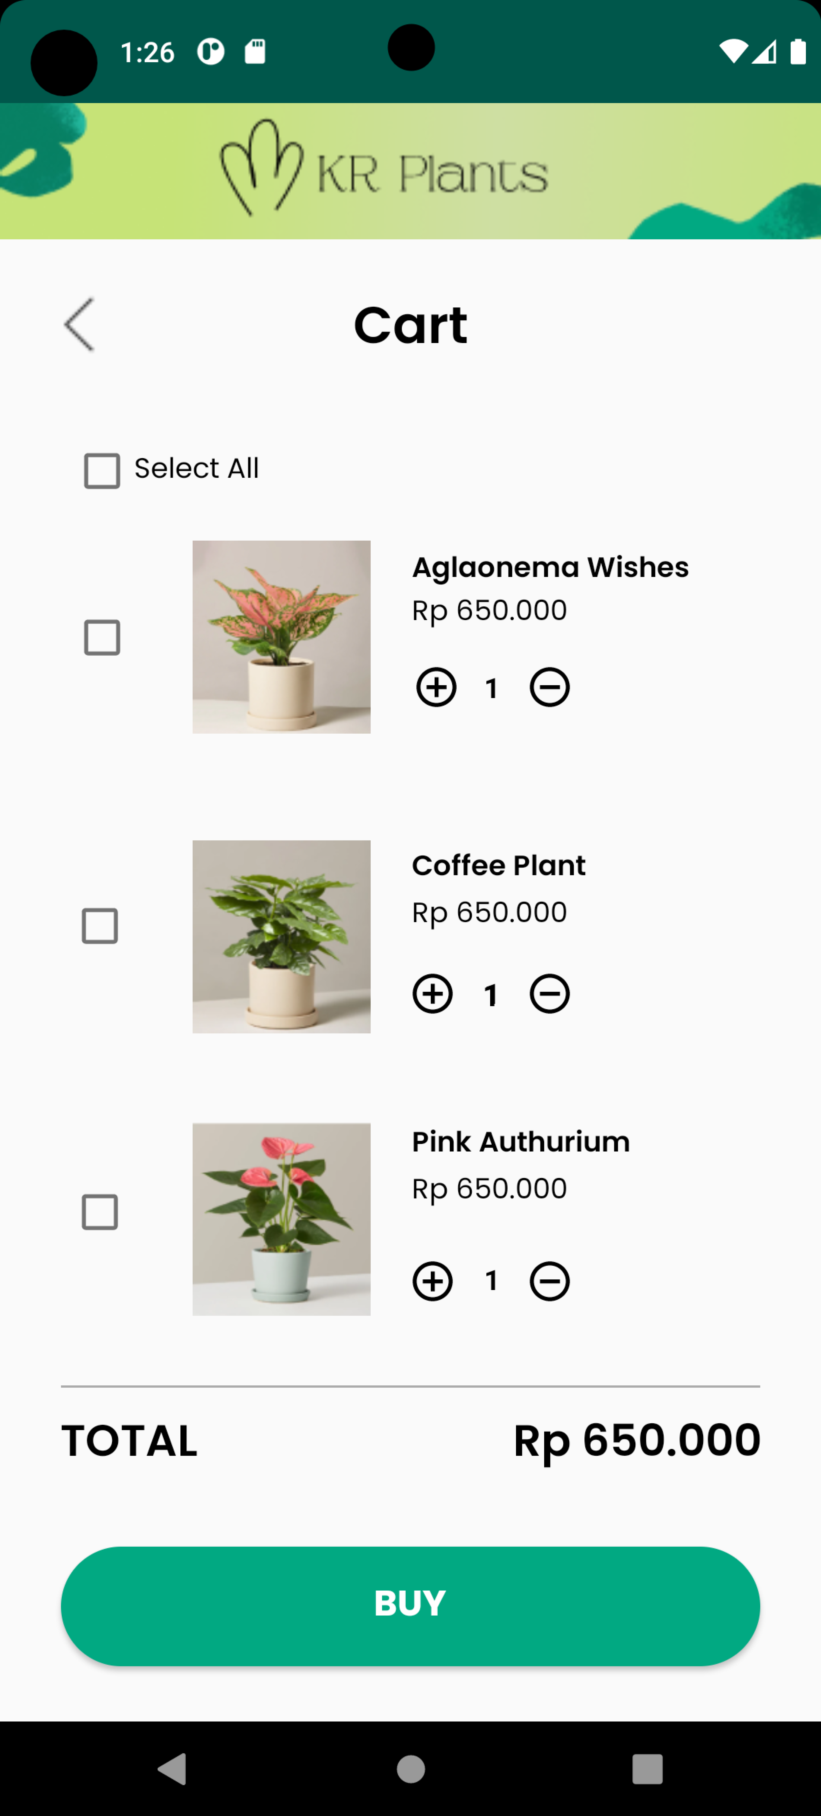 1:26
KR Plants
Cart
Select All
Aglaonema Wishes
Rp 650.000
1
Coffee Plant
Rp 650.000
1
Pink Authurium
Rp 650.000
1
TOTAL Rp 650.000
BUY